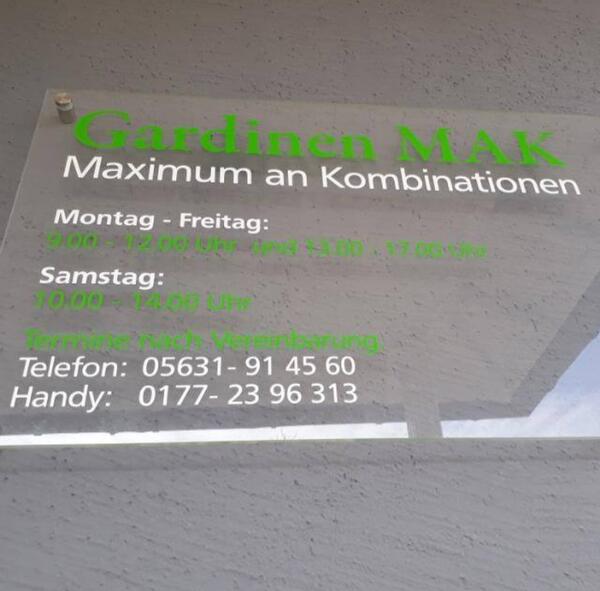 Gardinen MAK
Maximum an Kombinationen
Montag - Freitag:
9.00 - 12.00 Uhr und 13.00 - 17.00 Uhr
Samstag:
10.00 - 14.00 Uhr
Termine nach Vereinbarung
Telefon: 05631- 91 45 60
Handy: 0177- 23 96 313